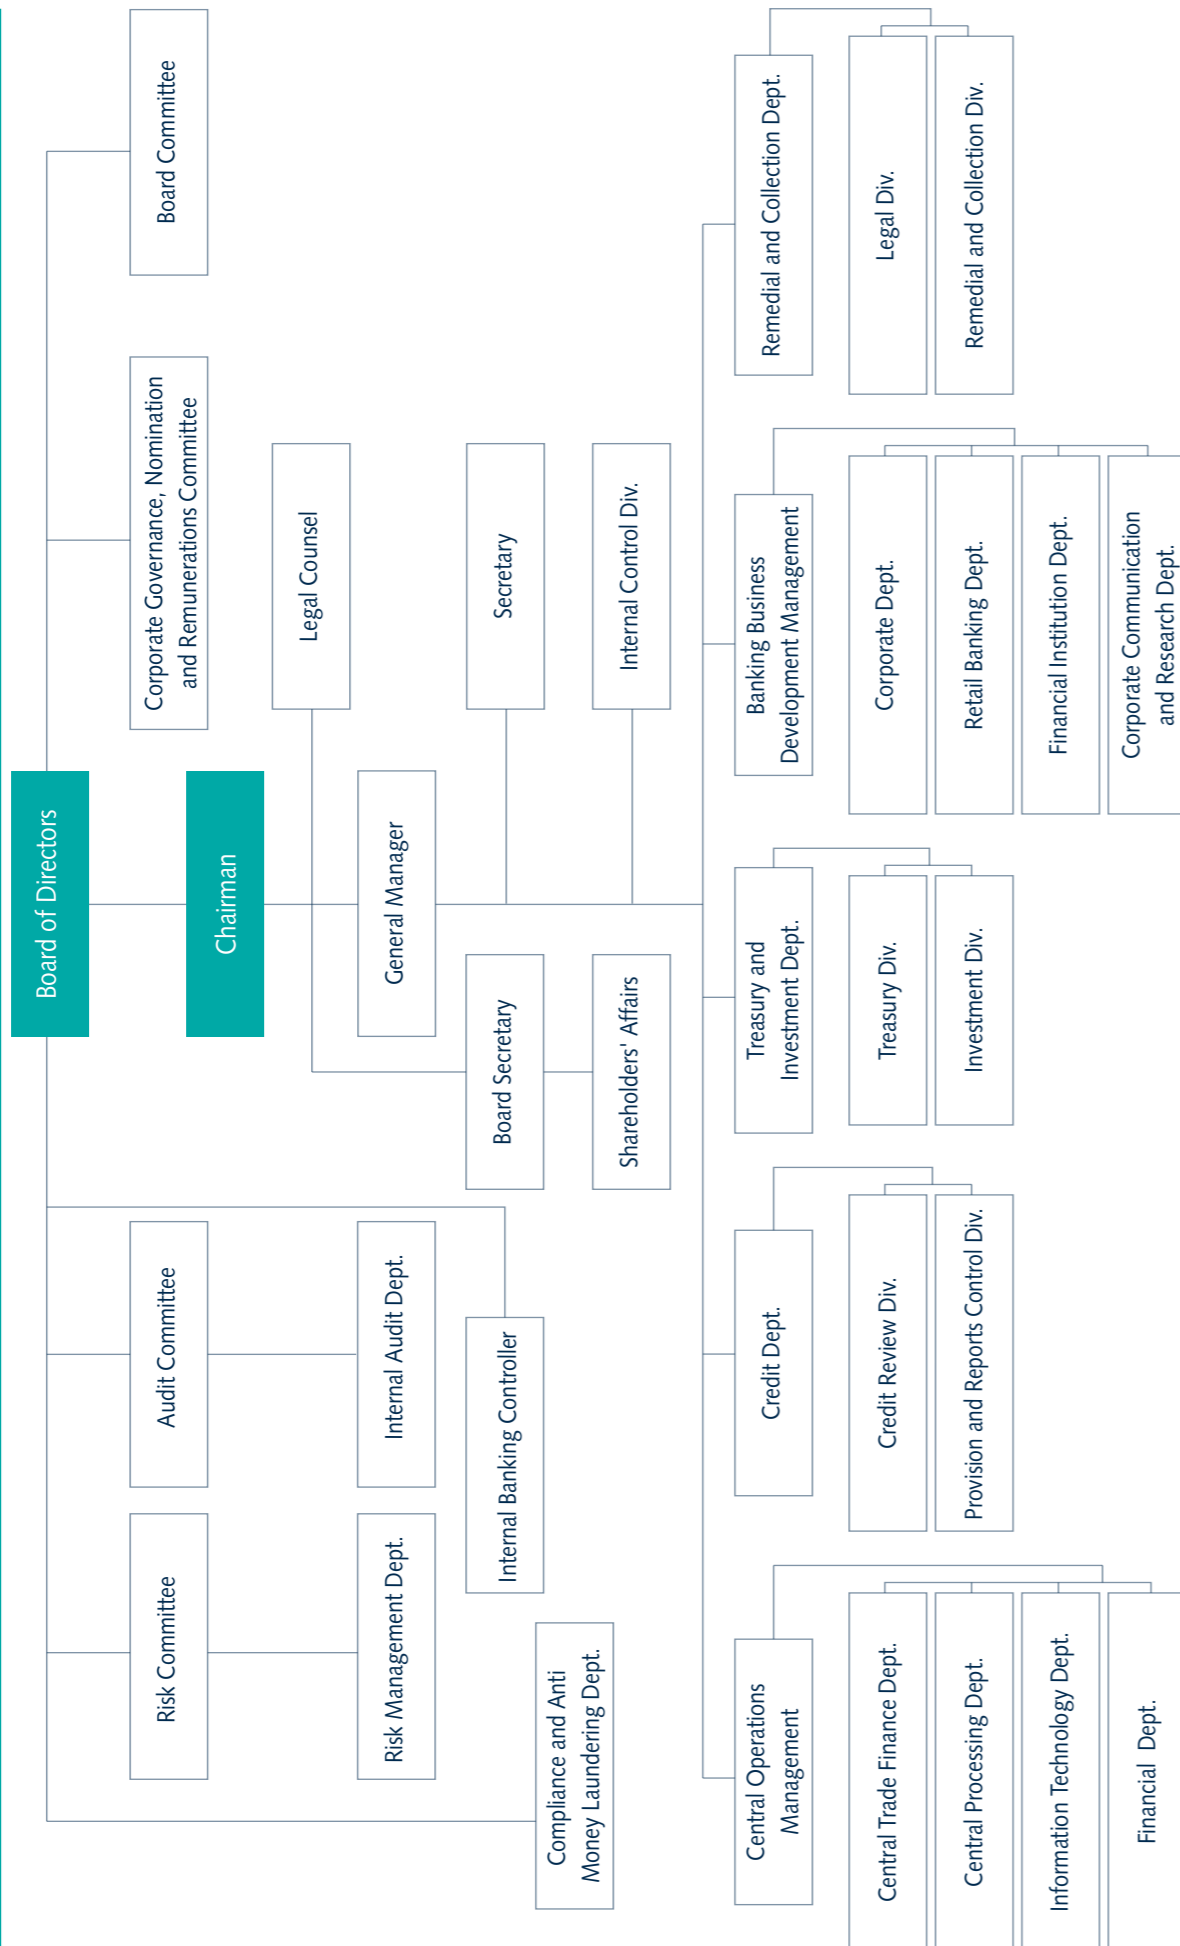 Board of Directors
Chairman
Risk Committee
Audit Committee
Corporate Governance, Nomination
and Remunerations Committee
Board Committee
Legal Counsel
Risk Management Dept.
Internal Audit Dept.
General Manager
Internal Banking Controller
Board Secretary
Secretary
Compliance and Anti
Money Laundering Dept.
Shareholders' Affairs
Internal Control Div.
Central Operations
Management
Central Trade Finance Dept.
Central Processing Dept.
Information Technology Dept.
Financial Dept.
Credit Dept.
Credit Review Div.
Provision and Reports Control Div.
Treasury and
Investment Dept.
Treasury Div.
Investment Div.
Banking Business
Development Management
Corporate Dept.
Retail Banking Dept.
Financial Institution Dept.
Corporate Communication
and Research Dept.
Remedial and Collection Dept.
Legal Div.
Remedial and Collection Div.